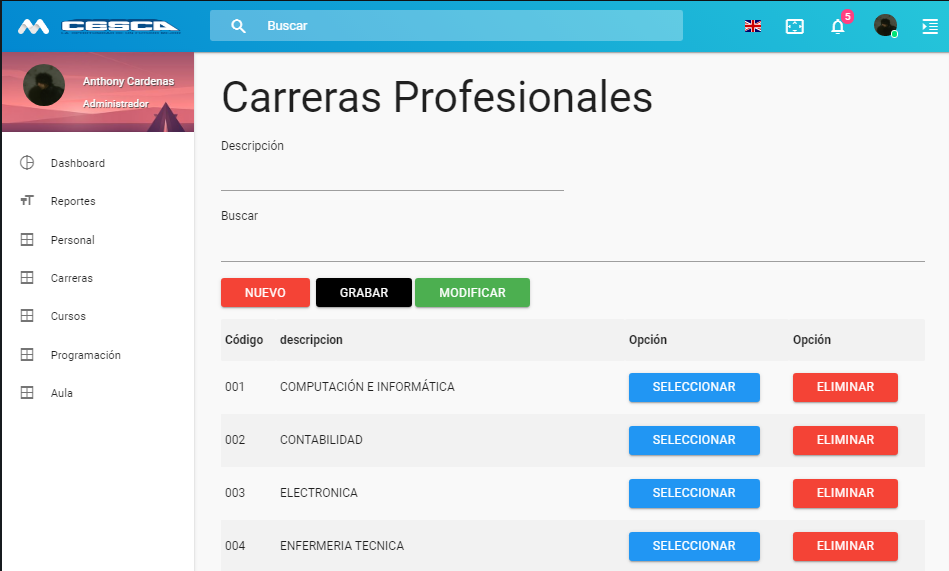 CGSCA
Buscar
5
Anthony Cardenas
Administrador
Dashboard
Reportes
Personal
Carreras
Cursos
Programación
Aula
Carreras Profesionales
Descripción
Buscar
NUEVO GRABAR MODIFICAR
Código descripcion Opción Opción
001 COMPUTACIÓN E INFORMÁTICA SELECCIONAR ELIMINAR
002 CONTABILIDAD SELECCIONAR ELIMINAR
003 ELECTRONICA SELECCIONAR ELIMINAR
004 ENFERMERIA TECNICA SELECCIONAR ELIMINAR